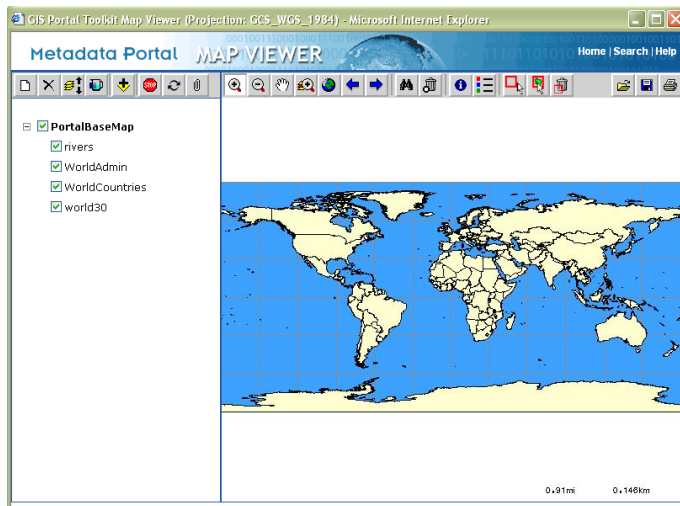 GIS Portal Toolkit Map Viewer (Projection: GCS_WGS_1984) - Microsoft Internet Explorer
Metadata Portal MAP VIEWER
Home | Search | Help
STOP
PortalBaseMap
rivers
WorldAdmin
WorldCountries
world30
0.91mi 0.146km